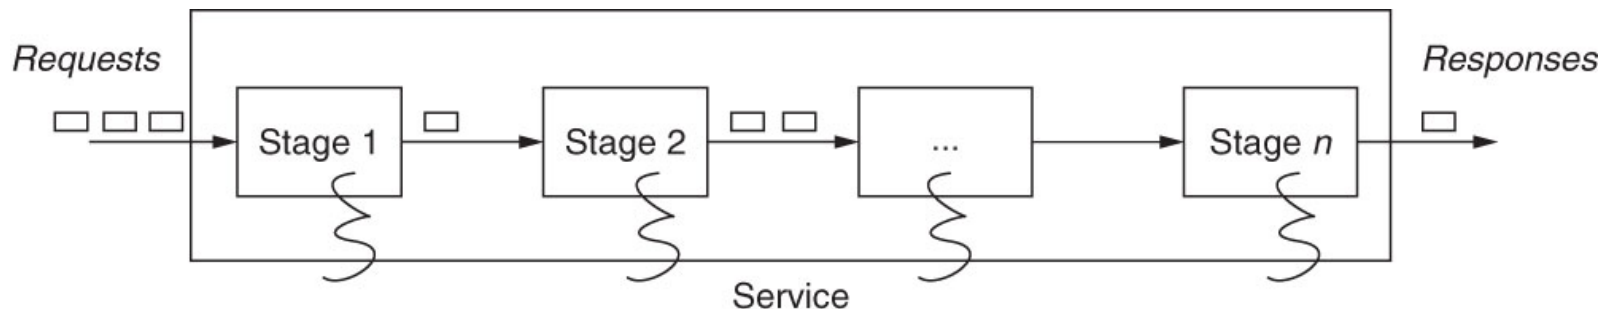 Requests
Responses
Stage 1
Stage 2
...
Stage n
Service